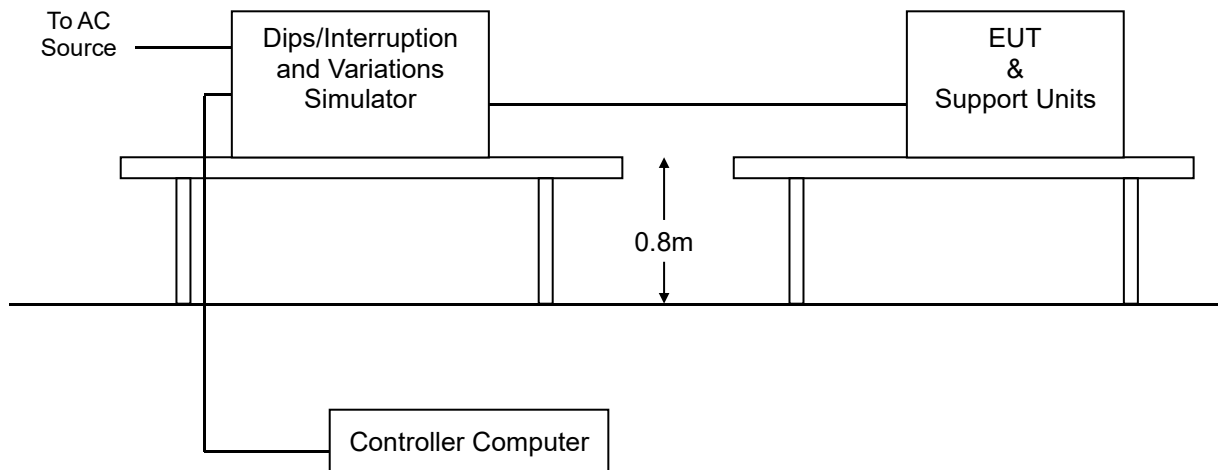 To AC
Source
Dips/Interruption
and Variations
Simulator
EUT
&
Support Units
0.8m
Controller Computer